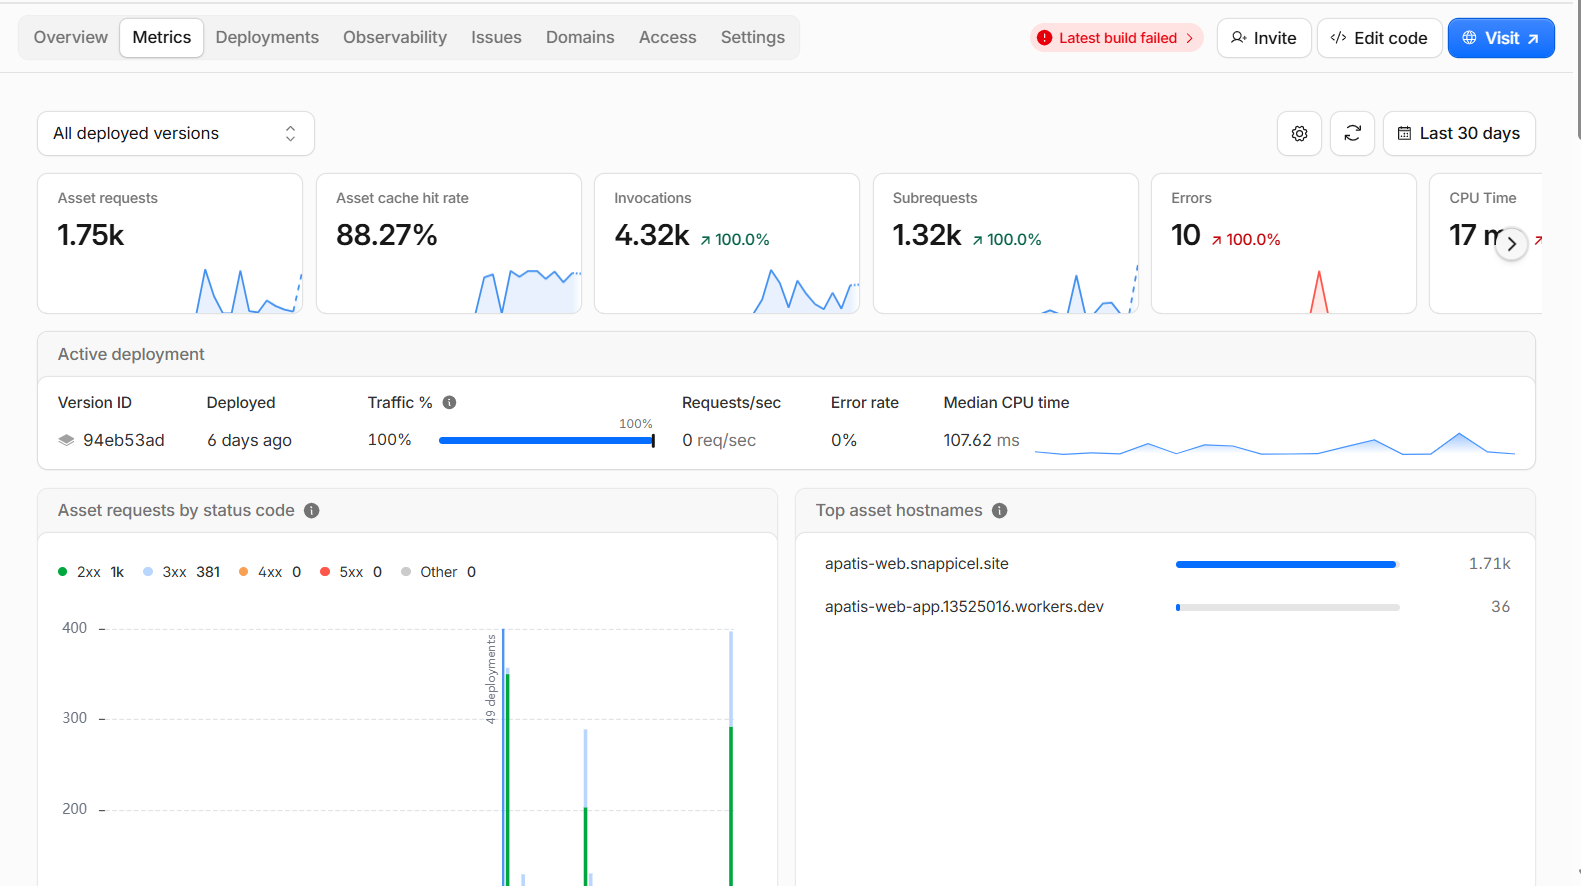 Overview Metrics Deployments Observability Issues Domains Access Settings Latest build failed Invite Edit code Visit
All deployed versions Last 30 days
Asset requests Asset cache hit rate Invocations Subrequests Errors CPU Time
1.75k 88.27% 4.32k 100.0% 1.32k 100.0% 10 100.0% 17
Active deployment
Version ID Deployed Traffic % Requests/sec Error rate Median CPU time
100%
94eb53ad 6 days ago 100% 0 req/sec 0% 107.62 ms
Asset requests by status code Top asset hostnames
apatis-web.snappicel.site 1.71k
2xx 1k 3xx 381 4xx 0 5xx 0 Other 0
apatis-web-app.13525016.workers.dev 36
400
49 deployments
300
200